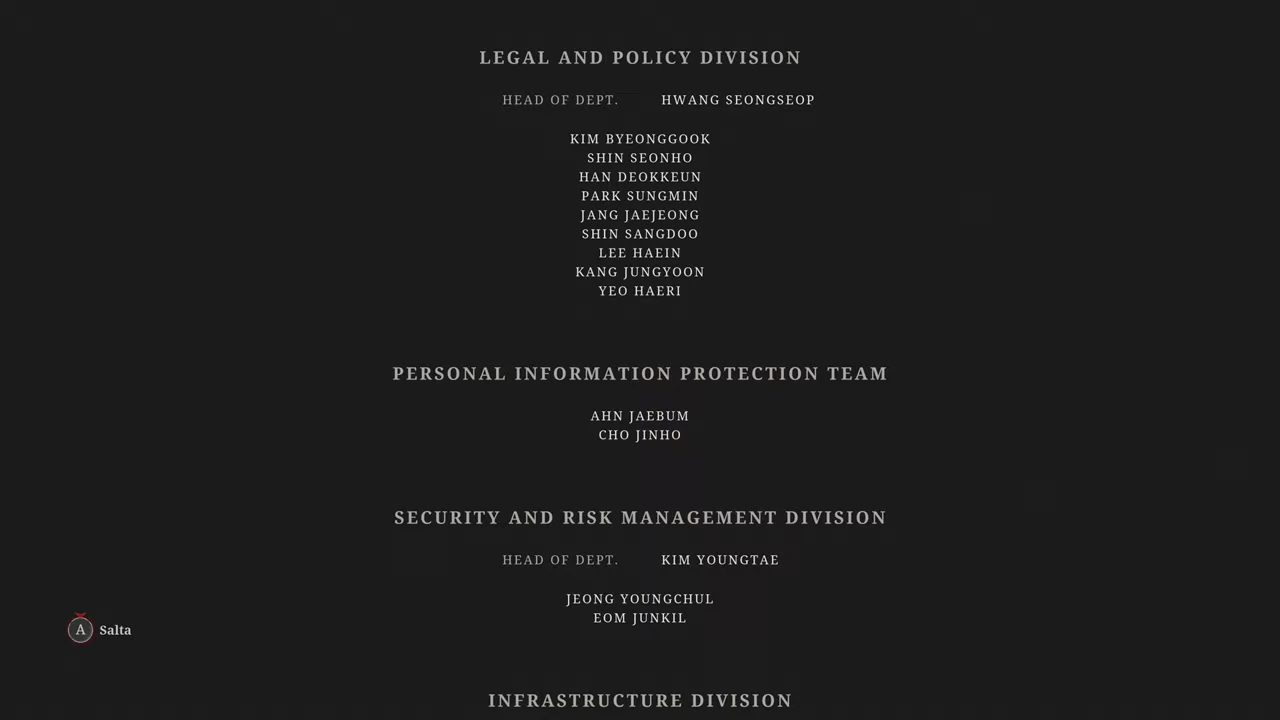 LEGAL AND POLICY DIVISION
HEAD OF DEPT. HWANG SEONGSEOP
KIM BYEONGGOOK
SHIN SEONHO
HAN DEOKKEUN
PARK SUNGMIN
JANG JAEJEONG
SHIN SANGDOO
LEE HAEIN
KANG JUNGYOON
YEO HAERI
PERSONAL INFORMATION PROTECTION TEAM
AHN JAEBUM
CHO JINHO
SECURITY AND RISK MANAGEMENT DIVISION
HEAD OF DEPT. KIM YOUNGTAE
JEONG YOUNGCHUL
EOM JUNKIL
A Salta
INFRASTRUCTURE DIVISION